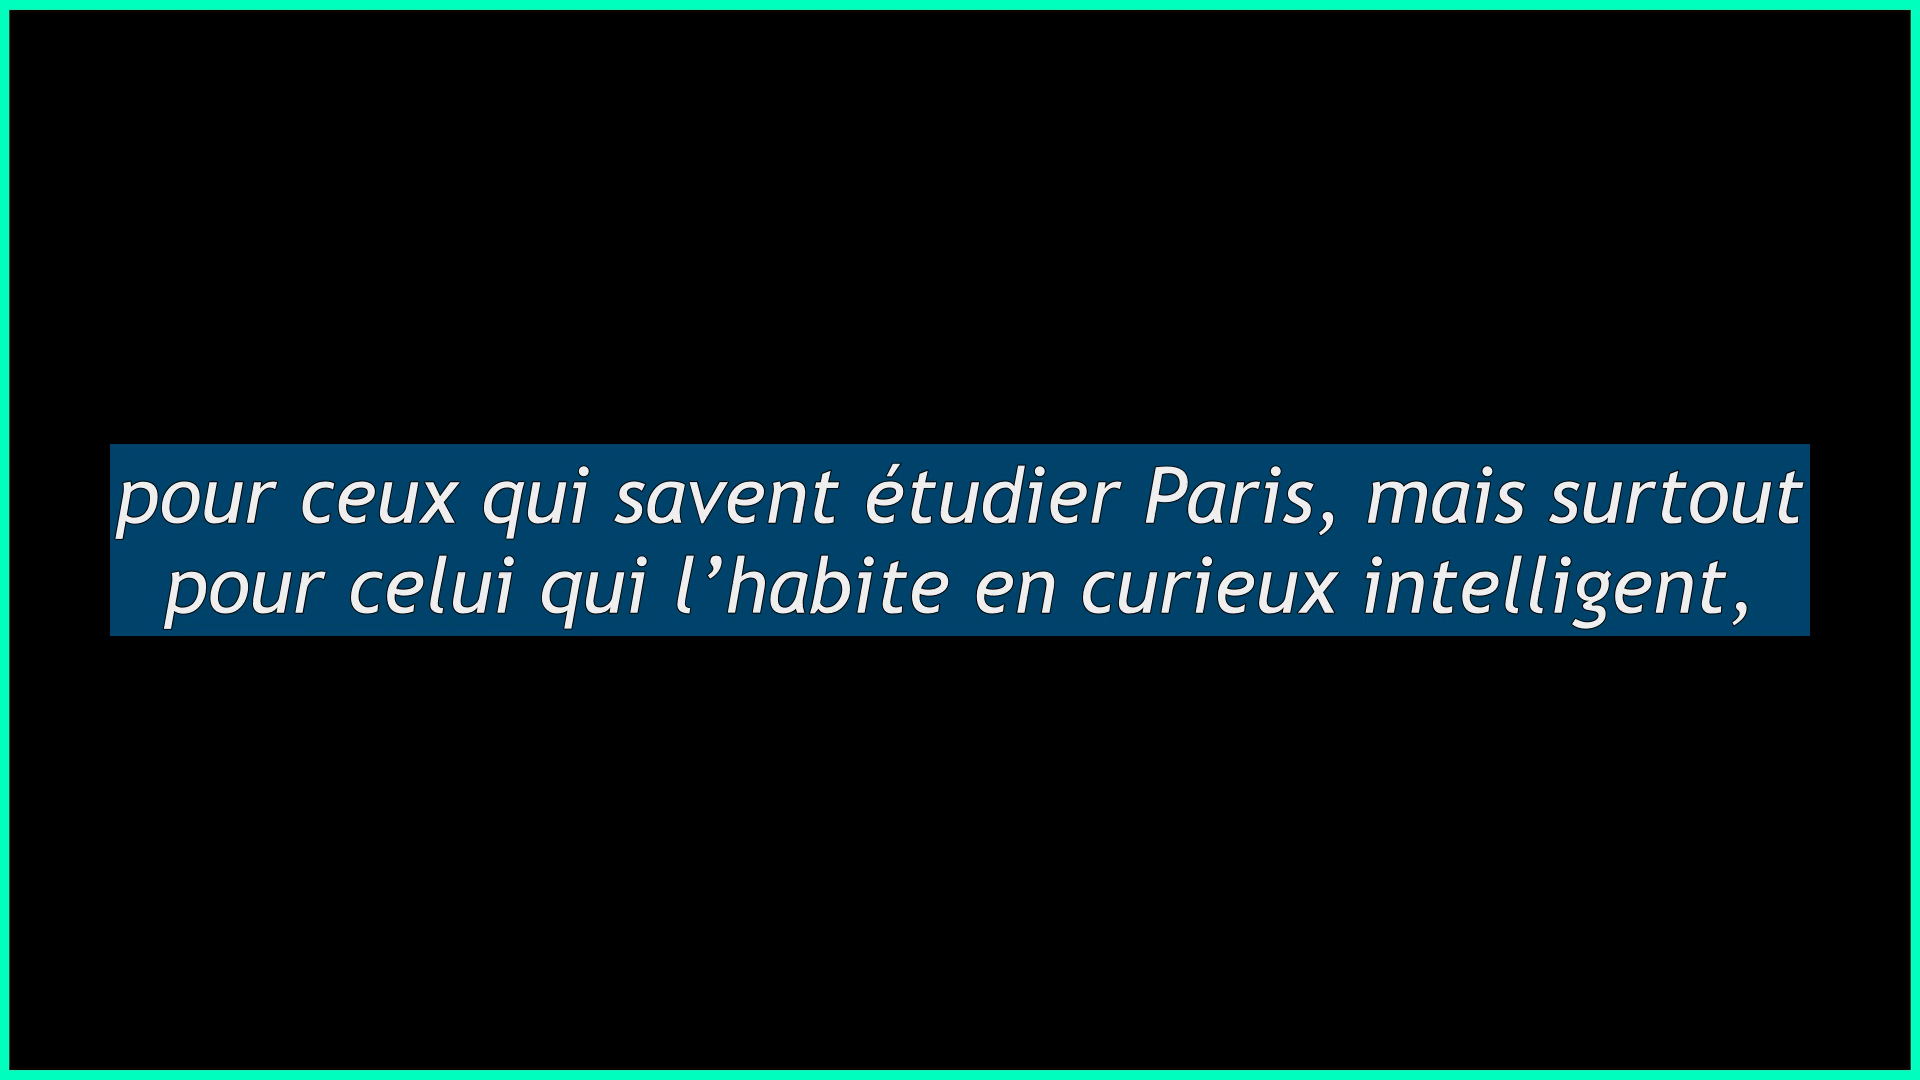 pour ceux qui savent étudier Paris, mais surtout
pour celui qui l’habite en curieux intelligent,